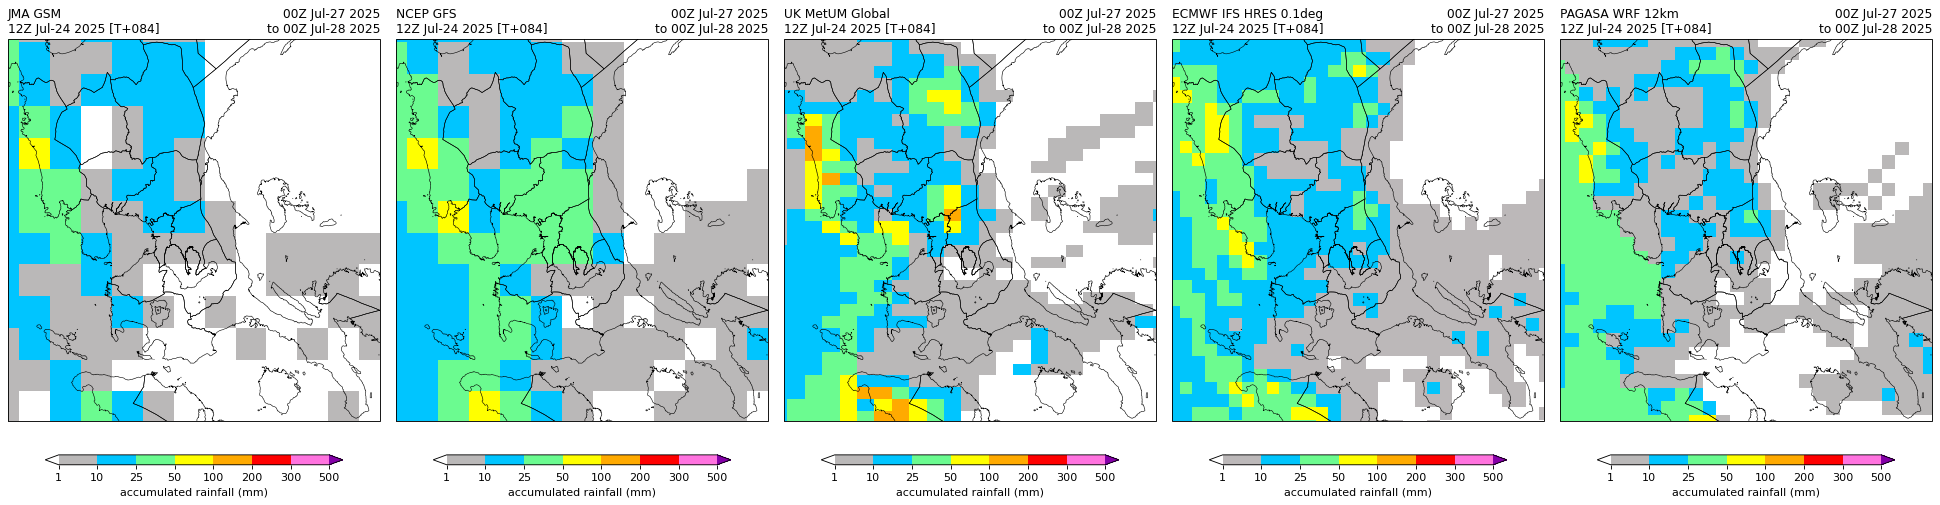 JMA GSM 00Z Jul-27 2025
12Z Jul-24 2025 [T+084] to 00Z Jul-28 2025
1 10 25 50 100 200 300 500
accumulated rainfall (mm)
NCEP GFS 00Z Jul-27 2025
12Z Jul-24 2025 [T+084] to 00Z Jul-28 2025
1 10 25 50 100 200 300 500
accumulated rainfall (mm)
UK MetUM Global 00Z Jul-27 2025
12Z Jul-24 2025 [T+084] to 00Z Jul-28 2025
1 10 25 50 100 200 300 500
accumulated rainfall (mm)
ECMWF IFS HRES 0.1deg 00Z Jul-27 2025
12Z Jul-24 2025 [T+084] to 00Z Jul-28 2025
1 10 25 50 100 200 300 500
accumulated rainfall (mm)
PAGASA WRF 12km 00Z Jul-27 2025
12Z Jul-24 2025 [T+084] to 00Z Jul-28 2025
1 10 25 50 100 200 300 500
accumulated rainfall (mm)